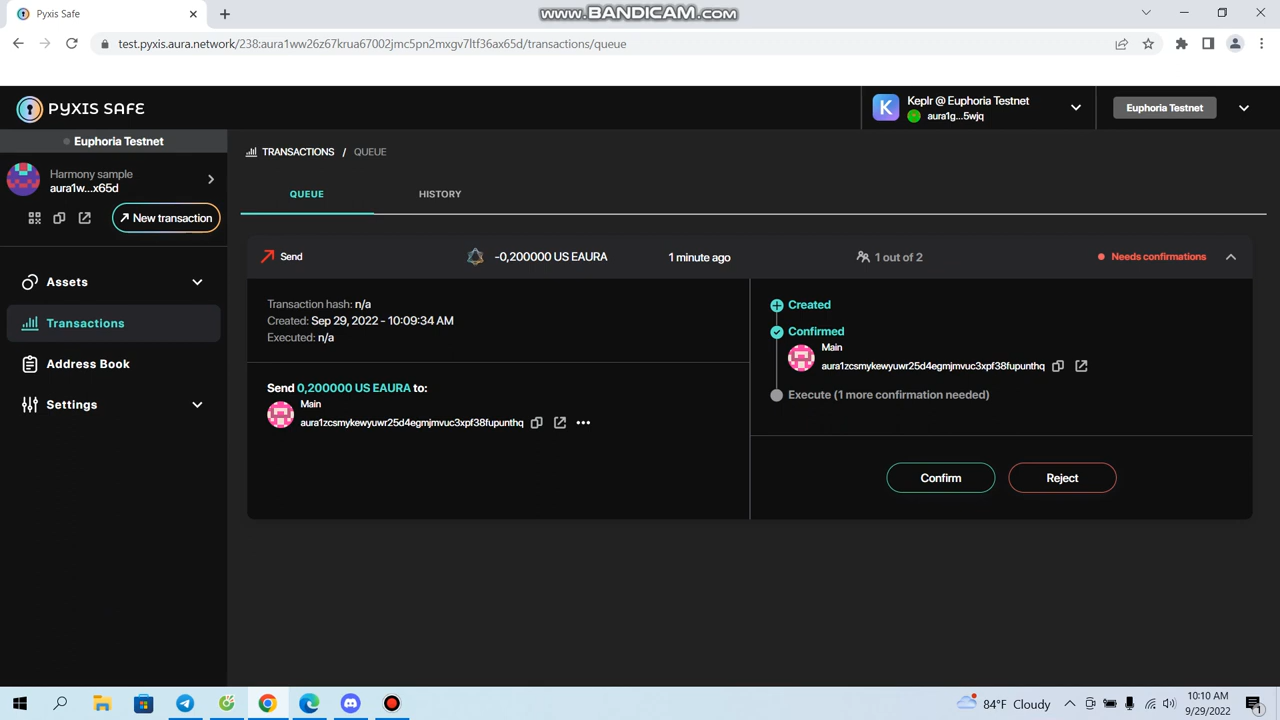 Pyxis Safe
www.BANDICAM.com
test.pyxis.aura.network/238:aura1ww26z67krua67002jmc5pn2mxgv7ltf36ax65d/transactions/queue
PYXIS SAFE
K
Keplr @ Euphoria Testnet
aura1g...5wjq
Euphoria Testnet
Euphoria Testnet
TRANSACTIONS / QUEUE
Harmony sample
aura1w...x65d
New transaction
QUEUE
HISTORY
Send
-0,200000 US EAURA
1 minute ago
1 out of 2
Needs confirmations
Assets
Transactions
Address Book
Settings
Transaction hash: n/a
Created: Sep 29, 2022 - 10:09:34 AM
Executed: n/a
Send 0,200000 US EAURA to:
Main
aura1zcsmykewyuwr25d4egmjmvuc3xpf38fupunthq
Created
Confirmed
Main
aura1zcsmykewyuwr25d4egmjmvuc3xpf38fupunthq
Execute (1 more confirmation needed)
Confirm
Reject
84°F Cloudy
10:10 AM
9/29/2022
1